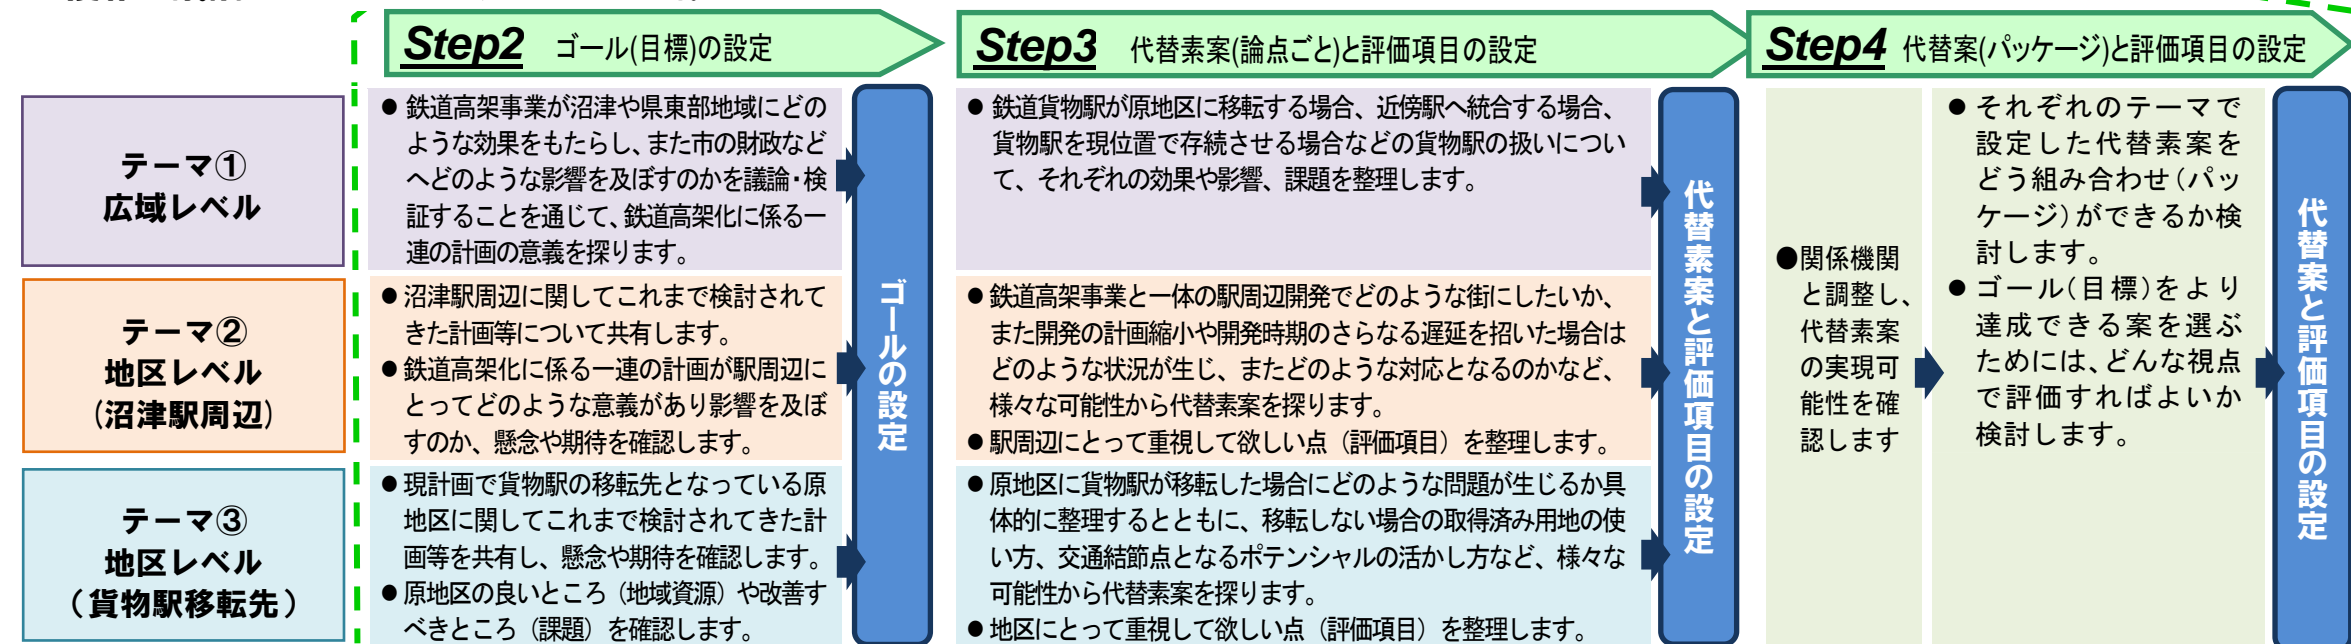 Step2 ゴール(目標)の設定
Step3 代替素案(論点ごと)と評価項目の設定
Step4 代替案(パッケージ)と評価項目の設定
テーマ①
広域レベル
● 鉄道高架事業が沼津や県東部地域にどの
ような効果をもたらし、また市の財政など
へどのような影響を及ぼすのかを議論・検
証することを通じて、鉄道高架化に係る一
連の計画の意義を探ります。
● 鉄道貨物駅が原地区に移転する場合、近傍駅へ統合する場合、
貨物駅を現位置で存続させる場合などの貨物駅の扱いについ
て、それぞれの効果や影響、課題を整理します。
テーマ②
地区レベル
(沼津駅周辺)
● 沼津駅周辺に関してこれまで検討されて
きた計画等について共有します。
● 鉄道高架化に係る一連の計画が駅周辺に
とってどのような意義があり影響を及ぼ
すのか、懸念や期待を確認します。
● 鉄道高架事業と一体の駅周辺開発でどのような街にしたいか、
また開発の計画縮小や開発時期のさらなる遅延を招いた場合は
どのような状況が生じ、またどのような対応となるのかなど、
様々な可能性から代替素案を探ります。
● 駅周辺にとって重視して欲しい点（評価項目）を整理します。
テーマ③
地区レベル
（貨物駅移転先）
● 現計画で貨物駅の移転先となっている原
地区に関してこれまで検討されてきた計
画等を共有し、懸念や期待を確認します。
● 原地区の良いところ（地域資源）や改善す
べきところ（課題）を確認します。
● 原地区に貨物駅が移転した場合にどのような問題が生じるか具
体的に整理するとともに、移転しない場合の取得済み用地の使
い方、交通結節点となるポテンシャルの活かし方など、様々な
可能性から代替素案を探ります。
● 地区にとって重視して欲しい点（評価項目）を整理します。
ゴールの設定
代替素案と評価項目の設定
●関係機関
と調整し、
代替素案
の実現可
能性を確
認します
● それぞれのテーマで
設定した代替素案を
どう組み合わせ(パッ
ケージ)ができるか検
討します。
● ゴール(目標)をより
達成できる案を選ぶ
ためには、どんな視点
で評価すればよいか
検討します。
代替案と評価項目の設定